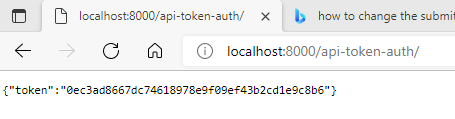 localhost:8000/api-token-auth/
how to change the submit
localhost:8000/api-token-auth/
{"token":"0ec3ad8667dc74618978e9f09ef43b2cd1e9c8b6"}